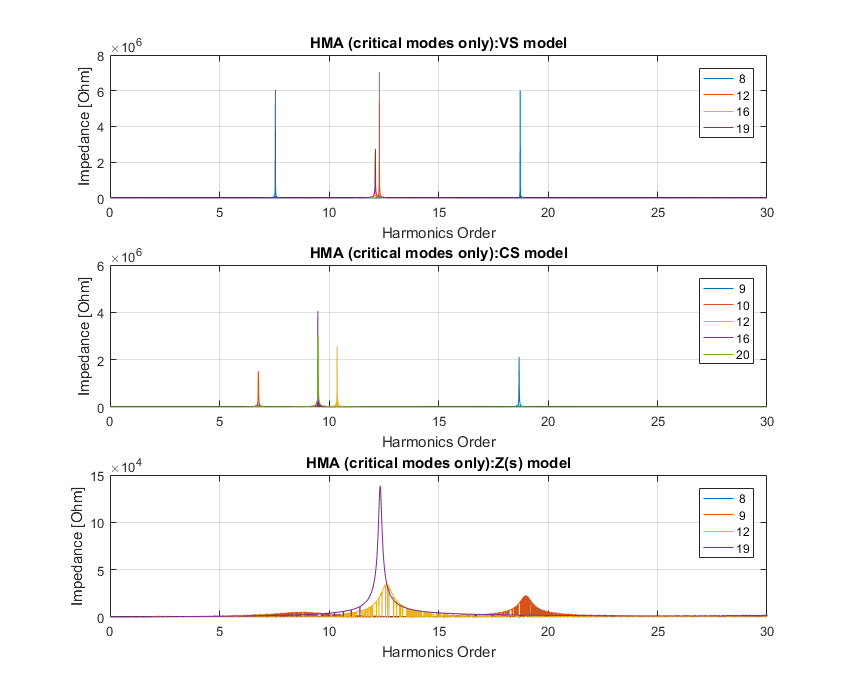 HMA (critical modes only):VS model
×10^6
8
6
4
2
0
Impedance [Ohm]
8
12
16
19
0 5 10 15 20 25 30
Harmonics Order
HMA (critical modes only):CS model
×10^6
6
4
2
0
Impedance [Ohm]
9
10
12
16
20
0 5 10 15 20 25 30
Harmonics Order
HMA (critical modes only):Z(s) model
×10^4
15
10
5
0
Impedance [Ohm]
8
9
12
19
0 5 10 15 20 25 30
Harmonics Order